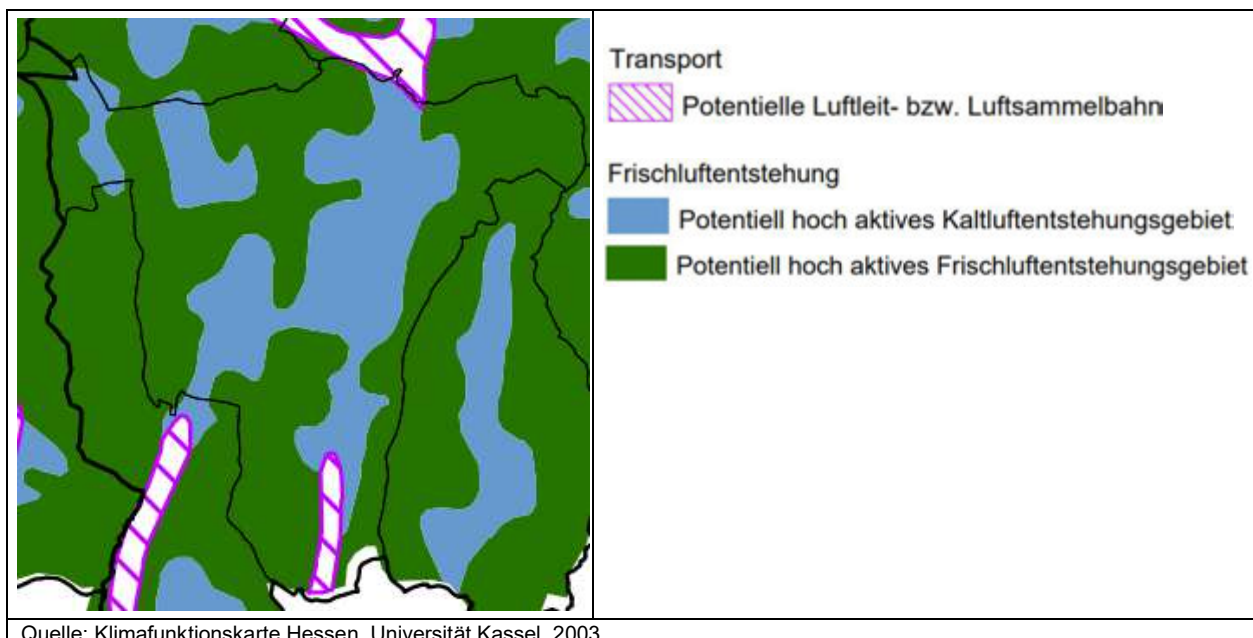 Transport
Potentielle Luftleit- bzw. Luftsammelbahn
Frischluftentstehung
Potentiell hoch aktives Kaltluftentstehungsgebiet
Potentiell hoch aktives Frischluftentstehungsgebiet
Quelle: Klimafunktionskarte Hessen, Universität Kassel, 2003